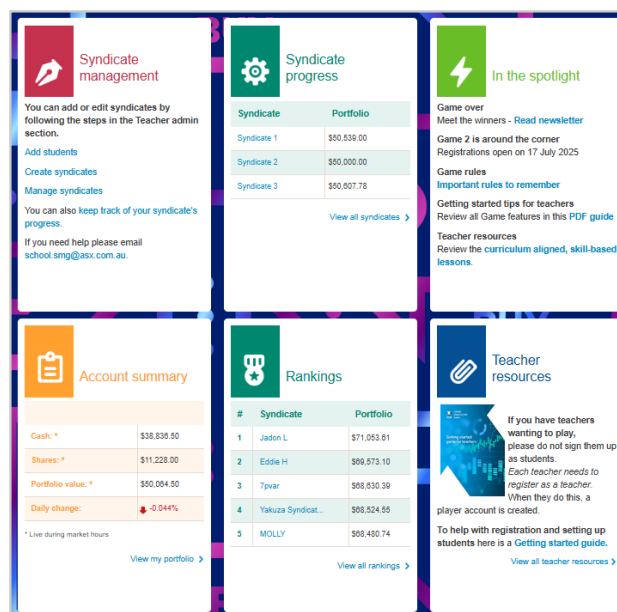 Syndicate
management
You can add or edit syndicates by
following the steps in the Teacher admin
section.
Add students
Create syndicates
Manage syndicates
You can also keep track of your syndicate's
progress.
If you need help please email
school.smg@asx.com.au.
Syndicate
progress
Syndicate Portfolio
Syndicate 1 $50,539.00
Syndicate 2 $50,000.00
Syndicate 3 $50,607.78
View all syndicates
In the spotlight
Game over
Meet the winners - Read newsletter
Game 2 is around the corner
Registrations open on 17 July 2025
Game rules
Important rules to remember
Getting started tips for teachers
Review all Game features in this PDF guide
Teacher resources
Review the curriculum aligned, skill-based
lessons.
Account summary
Cash: * $38,836.50
Shares: * $11,228.00
Portfolio value: * $50,064.50
Daily change: -0.044%
* Live during market hours
View my portfolio
Rankings
# Syndicate Portfolio
1 Jadon L $71,053.61
2 Eddie H $69,573.10
3 7pvar $68,630.39
4 Yakuza Syndicat... $68,524.55
5 MOLLY $68,480.74
View all rankings
Teacher
resources
Getting started
If you have teachers
wanting to play,
please do not sign them up
as students.
Each teacher needs to
register as a teacher.
When they do this, a
player account is created.
To help with registration and setting up
students here is a Getting started guide.
View all teacher resources